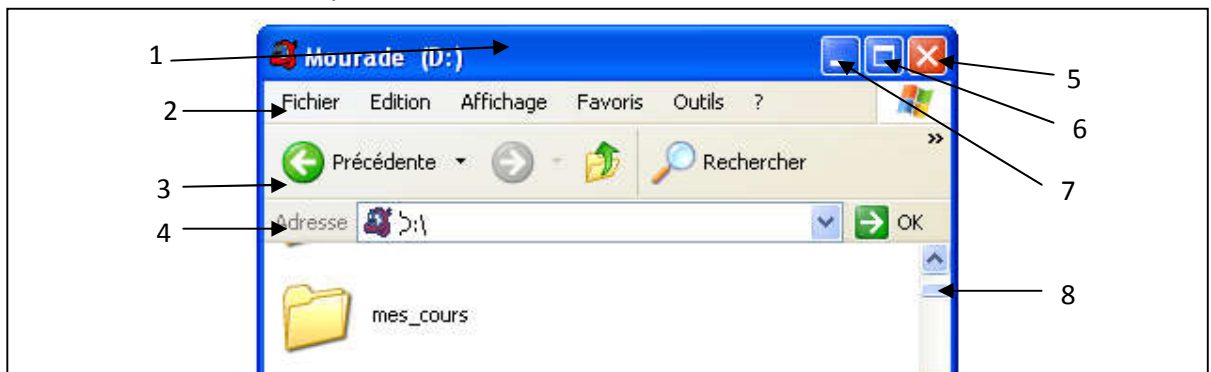 1
Mourade (D:)
5
2
Fichier Edition Affichage Favoris Outils ?
6
3
Précédente Rechercher »
7
4
Adresse :\ OK
mes_cours
8